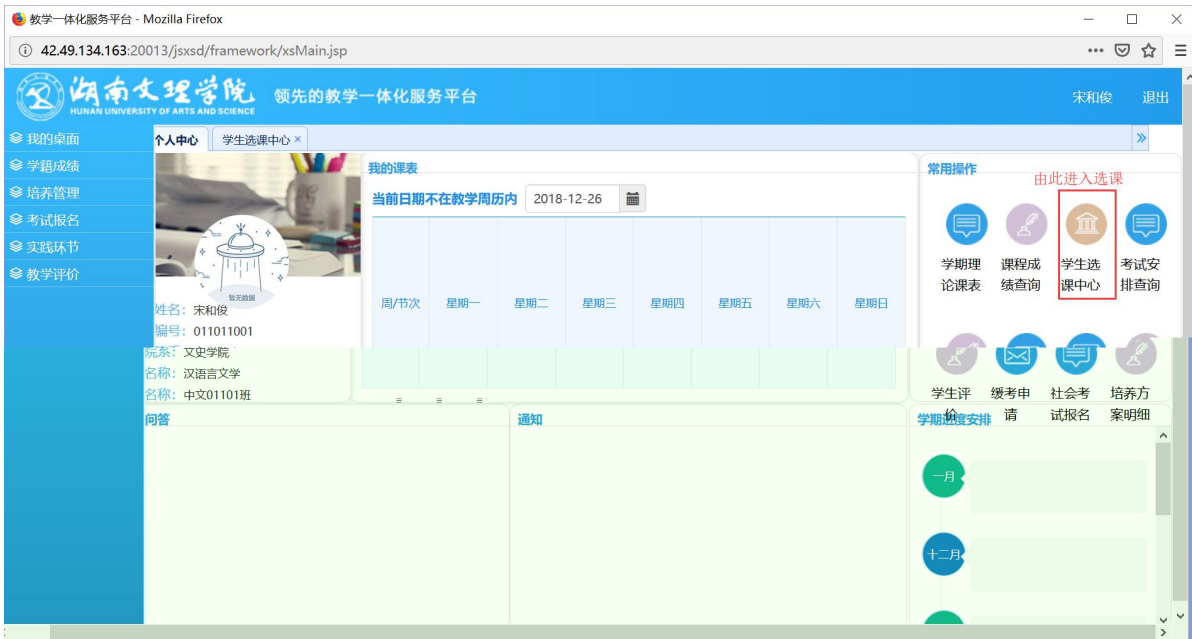 教学一体化服务平台 - Mozilla Firefox
42.49.134.163:20013/jsxsd/framework/xsMain.jsp
湖南文理学院
HUNAN UNIVERSITY OF ARTS AND SCIENCE
领先的教学一体化服务平台
宋和俊 退出
我的桌面
学籍成绩
培养管理
考试报名
实践环节
教学评价
个人中心 学生选课中心 ×
暂无数据
姓名：宋和俊
编号：011011001
院系：文史学院
名称：汉语言文学
名称：中文01101班
我的课表
当前日期不在教学周历内 2018-12-26
周/节次 星期一 星期二 星期三 星期四 星期五 星期六 星期日
常用操作
由此进入选课
学期理
论课表
课程成
绩查询
学生选
课中心
考试安
排查询
学生评
价
缓考申
请
社会考
试报名
培养方
案明细
问答
通知
学期进度安排
一月
十二月